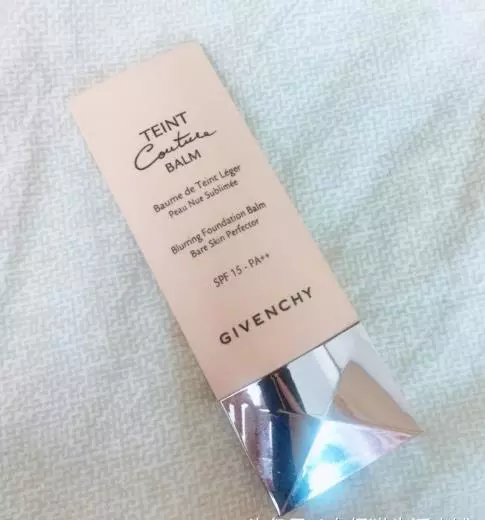 TEINT
Couture
BALM
Baume de Teint Léger
Peau Nue Sublimée
Blurring Foundation Balm
Bare Skin Perfector
SPF 15 - PA++
GIVENCHY